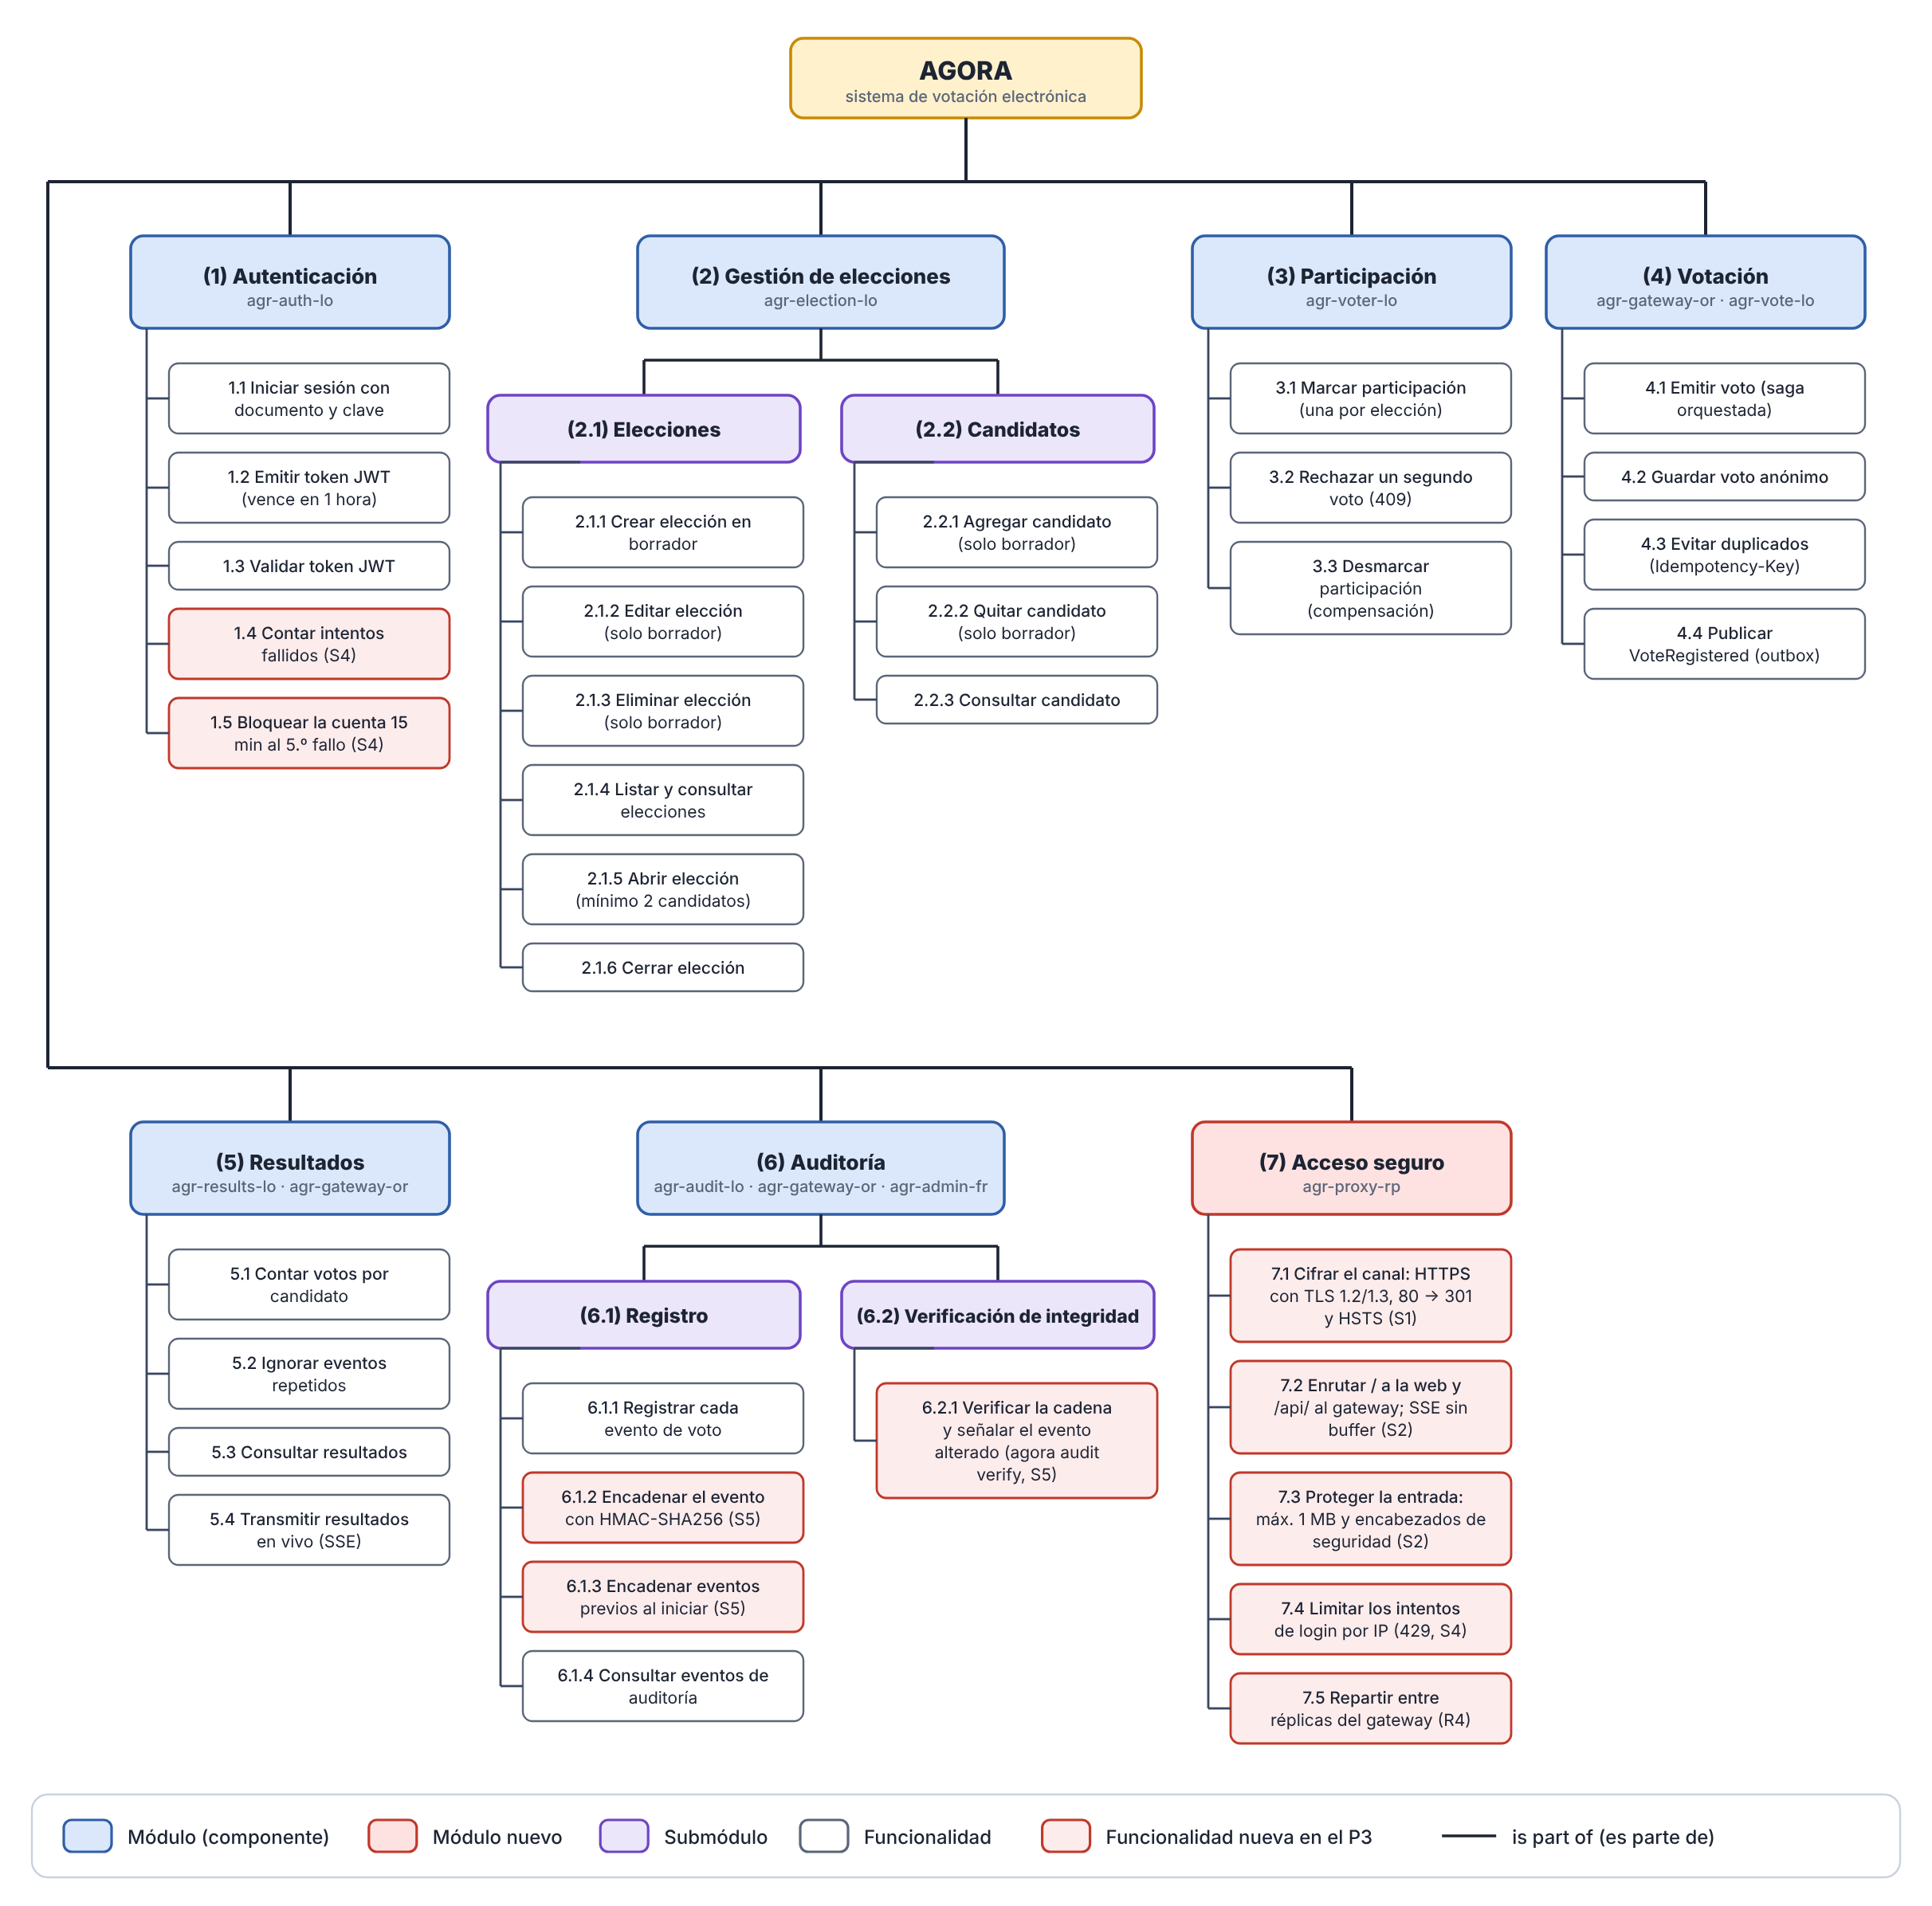 AGORA
sistema de votación electrónica
(1) Autenticación
agr-auth-lo
1.1 Iniciar sesión con
documento y clave
1.2 Emitir token JWT
(vence en 1 hora)
1.3 Validar token JWT
1.4 Contar intentos
fallidos (S4)
1.5 Bloquear la cuenta 15
min al 5.º fallo (S4)
(2) Gestión de elecciones
agr-election-lo
(2.1) Elecciones
2.1.1 Crear elección en
borrador
2.1.2 Editar elección
(solo borrador)
2.1.3 Eliminar elección
(solo borrador)
2.1.4 Listar y consultar
elecciones
2.1.5 Abrir elección
(mínimo 2 candidatos)
2.1.6 Cerrar elección
(2.2) Candidatos
2.2.1 Agregar candidato
(solo borrador)
2.2.2 Quitar candidato
(solo borrador)
2.2.3 Consultar candidato
(3) Participación
agr-voter-lo
3.1 Marcar participación
(una por elección)
3.2 Rechazar un segundo
voto (409)
3.3 Desmarcar
participación
(compensación)
(4) Votación
agr-gateway-or · agr-vote-lo
4.1 Emitir voto (saga
orquestada)
4.2 Guardar voto anónimo
4.3 Evitar duplicados
(Idempotency-Key)
4.4 Publicar
VoteRegistered (outbox)
(5) Resultados
agr-results-lo · agr-gateway-or
5.1 Contar votos por
candidato
5.2 Ignorar eventos
repetidos
5.3 Consultar resultados
5.4 Transmitir resultados
en vivo (SSE)
(6) Auditoría
agr-audit-lo · agr-gateway-or · agr-admin-fr
(6.1) Registro
6.1.1 Registrar cada
evento de voto
6.1.2 Encadenar el evento
con HMAC-SHA256 (S5)
6.1.3 Encadenar eventos
previos al iniciar (S5)
6.1.4 Consultar eventos de
auditoría
(6.2) Verificación de integridad
6.2.1 Verificar la cadena
y señalar el evento
alterado (agora audit
verify, S5)
(7) Acceso seguro
agr-proxy-rp
7.1 Cifrar el canal: HTTPS
con TLS 1.2/1.3, 80 → 301
y HSTS (S1)
7.2 Enrutar / a la web y
/api/ al gateway; SSE sin
buffer (S2)
7.3 Proteger la entrada:
máx. 1 MB y encabezados de
seguridad (S2)
7.4 Limitar los intentos
de login por IP (429, S4)
7.5 Repartir entre
réplicas del gateway (R4)
Módulo (componente)
Módulo nuevo
Submódulo
Funcionalidad
Funcionalidad nueva en el P3
is part of (es parte de)